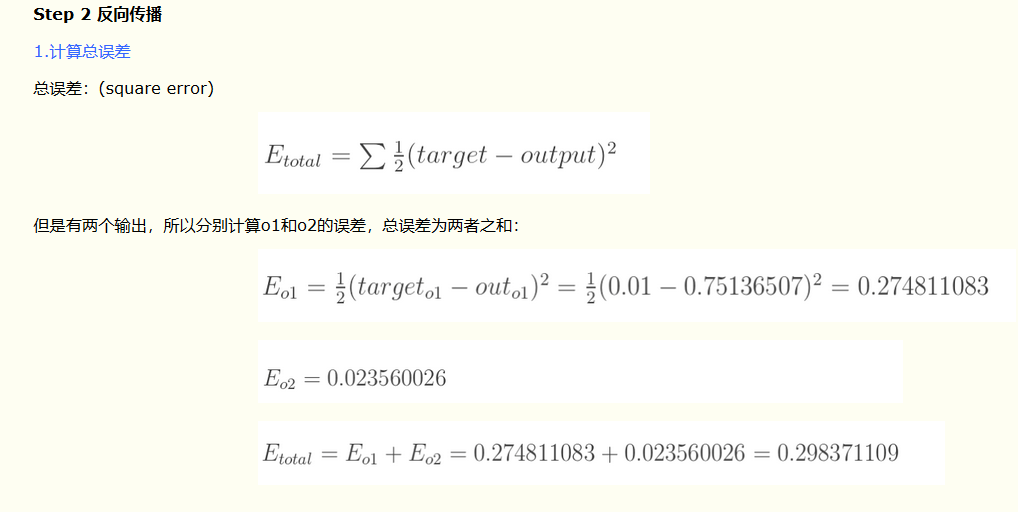 Step 2 反向传播
1.计算总误差
总误差：(square error)
E_{total} = ∑ \frac{1}{2}(target − output)^2
但是有两个输出，所以分别计算o1和o2的误差，总误差为两者之和：
E_{o1} = \frac{1}{2}(target_{o1} − out_{o1})^2 = \frac{1}{2}(0.01 − 0.75136507)^2 = 0.274811083
E_{o2} = 0.023560026
E_{total} = E_{o1} + E_{o2} = 0.274811083 + 0.023560026 = 0.298371109